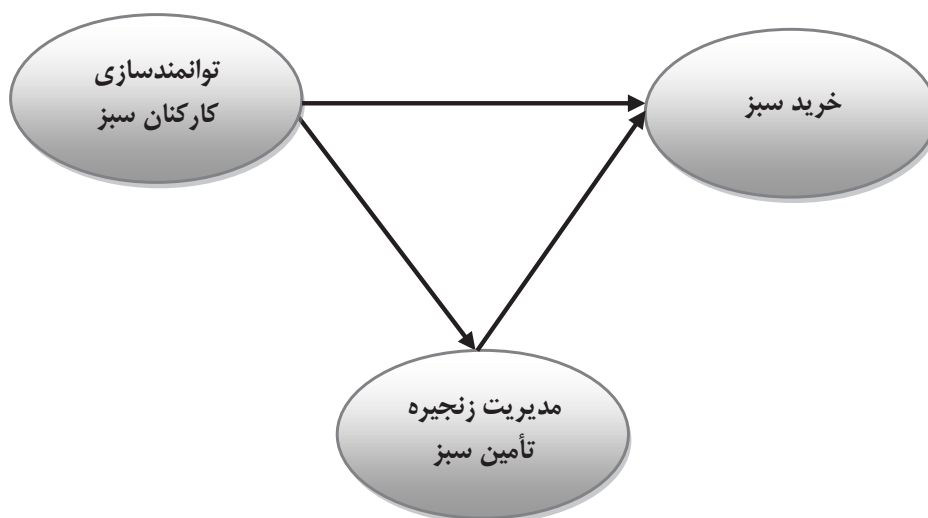 توانمندسازی
کارکنان سبز
خرید سبز
مدیریت زنجیره
تأمین سبز